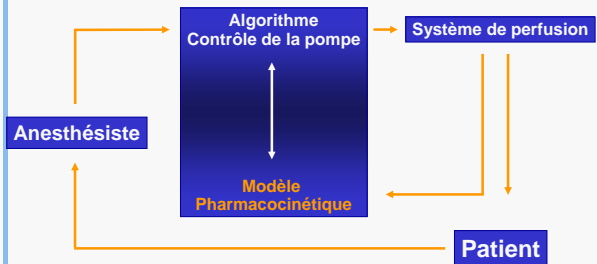 Algorithme
Contrôle de la pompe
Système de perfusion
Anesthésiste
Modèle
Pharmacocinétique
Patient